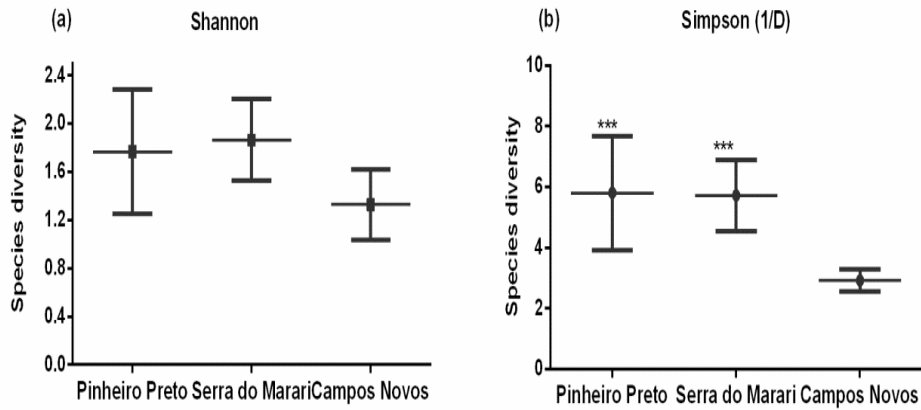 (a)
Shannon
Species diversity
2.4
2.0
1.6
1.2
0.8
0.4
0.0
Pinheiro Preto Serra do Marari Campos Novos
(b)
Simpson (1/D)
Species diversity
10
8
6
4
2
0
***
***
Pinheiro Preto Serra do Marari Campos Novos